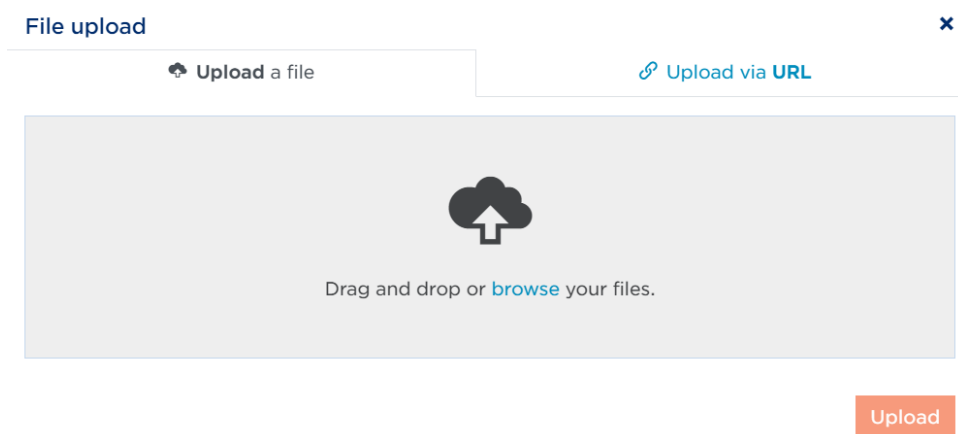 File upload
Upload a file
Upload via URL
Drag and drop or browse your files.
Upload